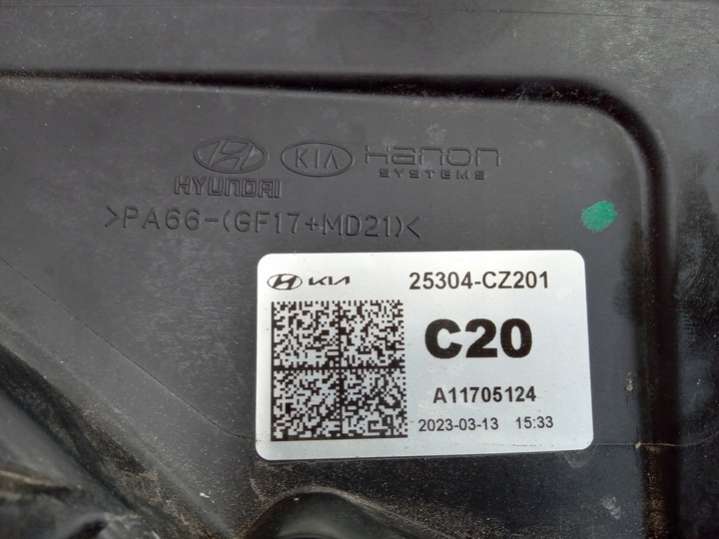 KIA Hanon
HYUNDAI SYSTEMS
>PA66-(GF17+MD21)<
KIA 25304-CZ201
C20
A11705124
2023-03-13 15:33